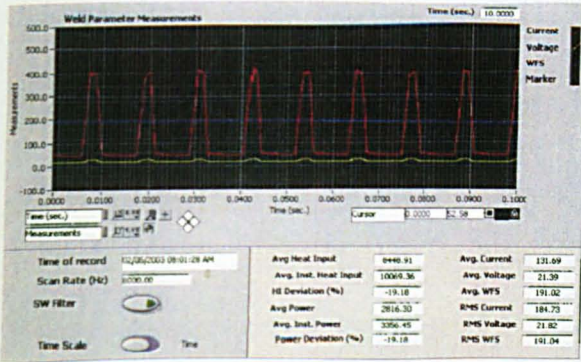 Weld Parameter Measurements
Time (sec.) 10.0000
Current
Voltage
WFS
Marker
600.0
500.0
400.0
300.0
200.0
100.0
0.0
-100.0
Measurements
0.0000 0.0100 0.0200 0.0300 0.0400 0.0500 0.0600 0.0700 0.0800 0.0900 0.1000
Time (sec.)
Time (sec.)
Measurements
Cursor 0.0000 52.58
Time of record 02/05/2003 08:01:28 AM
Scan Rate (Hz)
SW Filter
Time Scale Time
Avg Heat Input 8448.91
Avg. Inst. Heat Input 10069.36
HI Deviation (%) -19.18
Avg Power 2816.30
Avg. Inst. Power 3356.45
Power Deviation (%) -19.18
Avg. Current 131.69
Avg. Voltage 21.39
Avg. WFS 191.02
RMS Current 184.73
RMS Voltage 21.82
RMS WFS 191.04